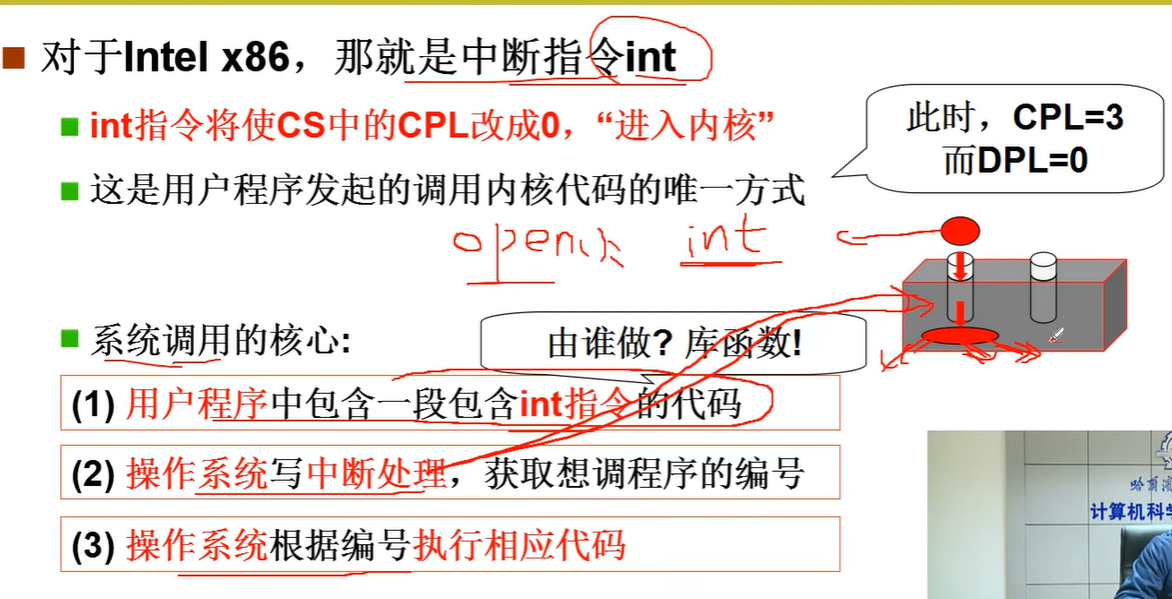 对于Intel x86，那就是中断指令int
int指令将使CS中的CPL改成0，“进入内核”
此时，CPL=3
而DPL=0
这是用户程序发起的调用内核代码的唯一方式
open() int
系统调用的核心:
由谁做? 库函数!
(1) 用户程序中包含一段包含int指令的代码
(2) 操作系统写中断处理，获取想调程序的编号
(3) 操作系统根据编号执行相应代码
计算机科学